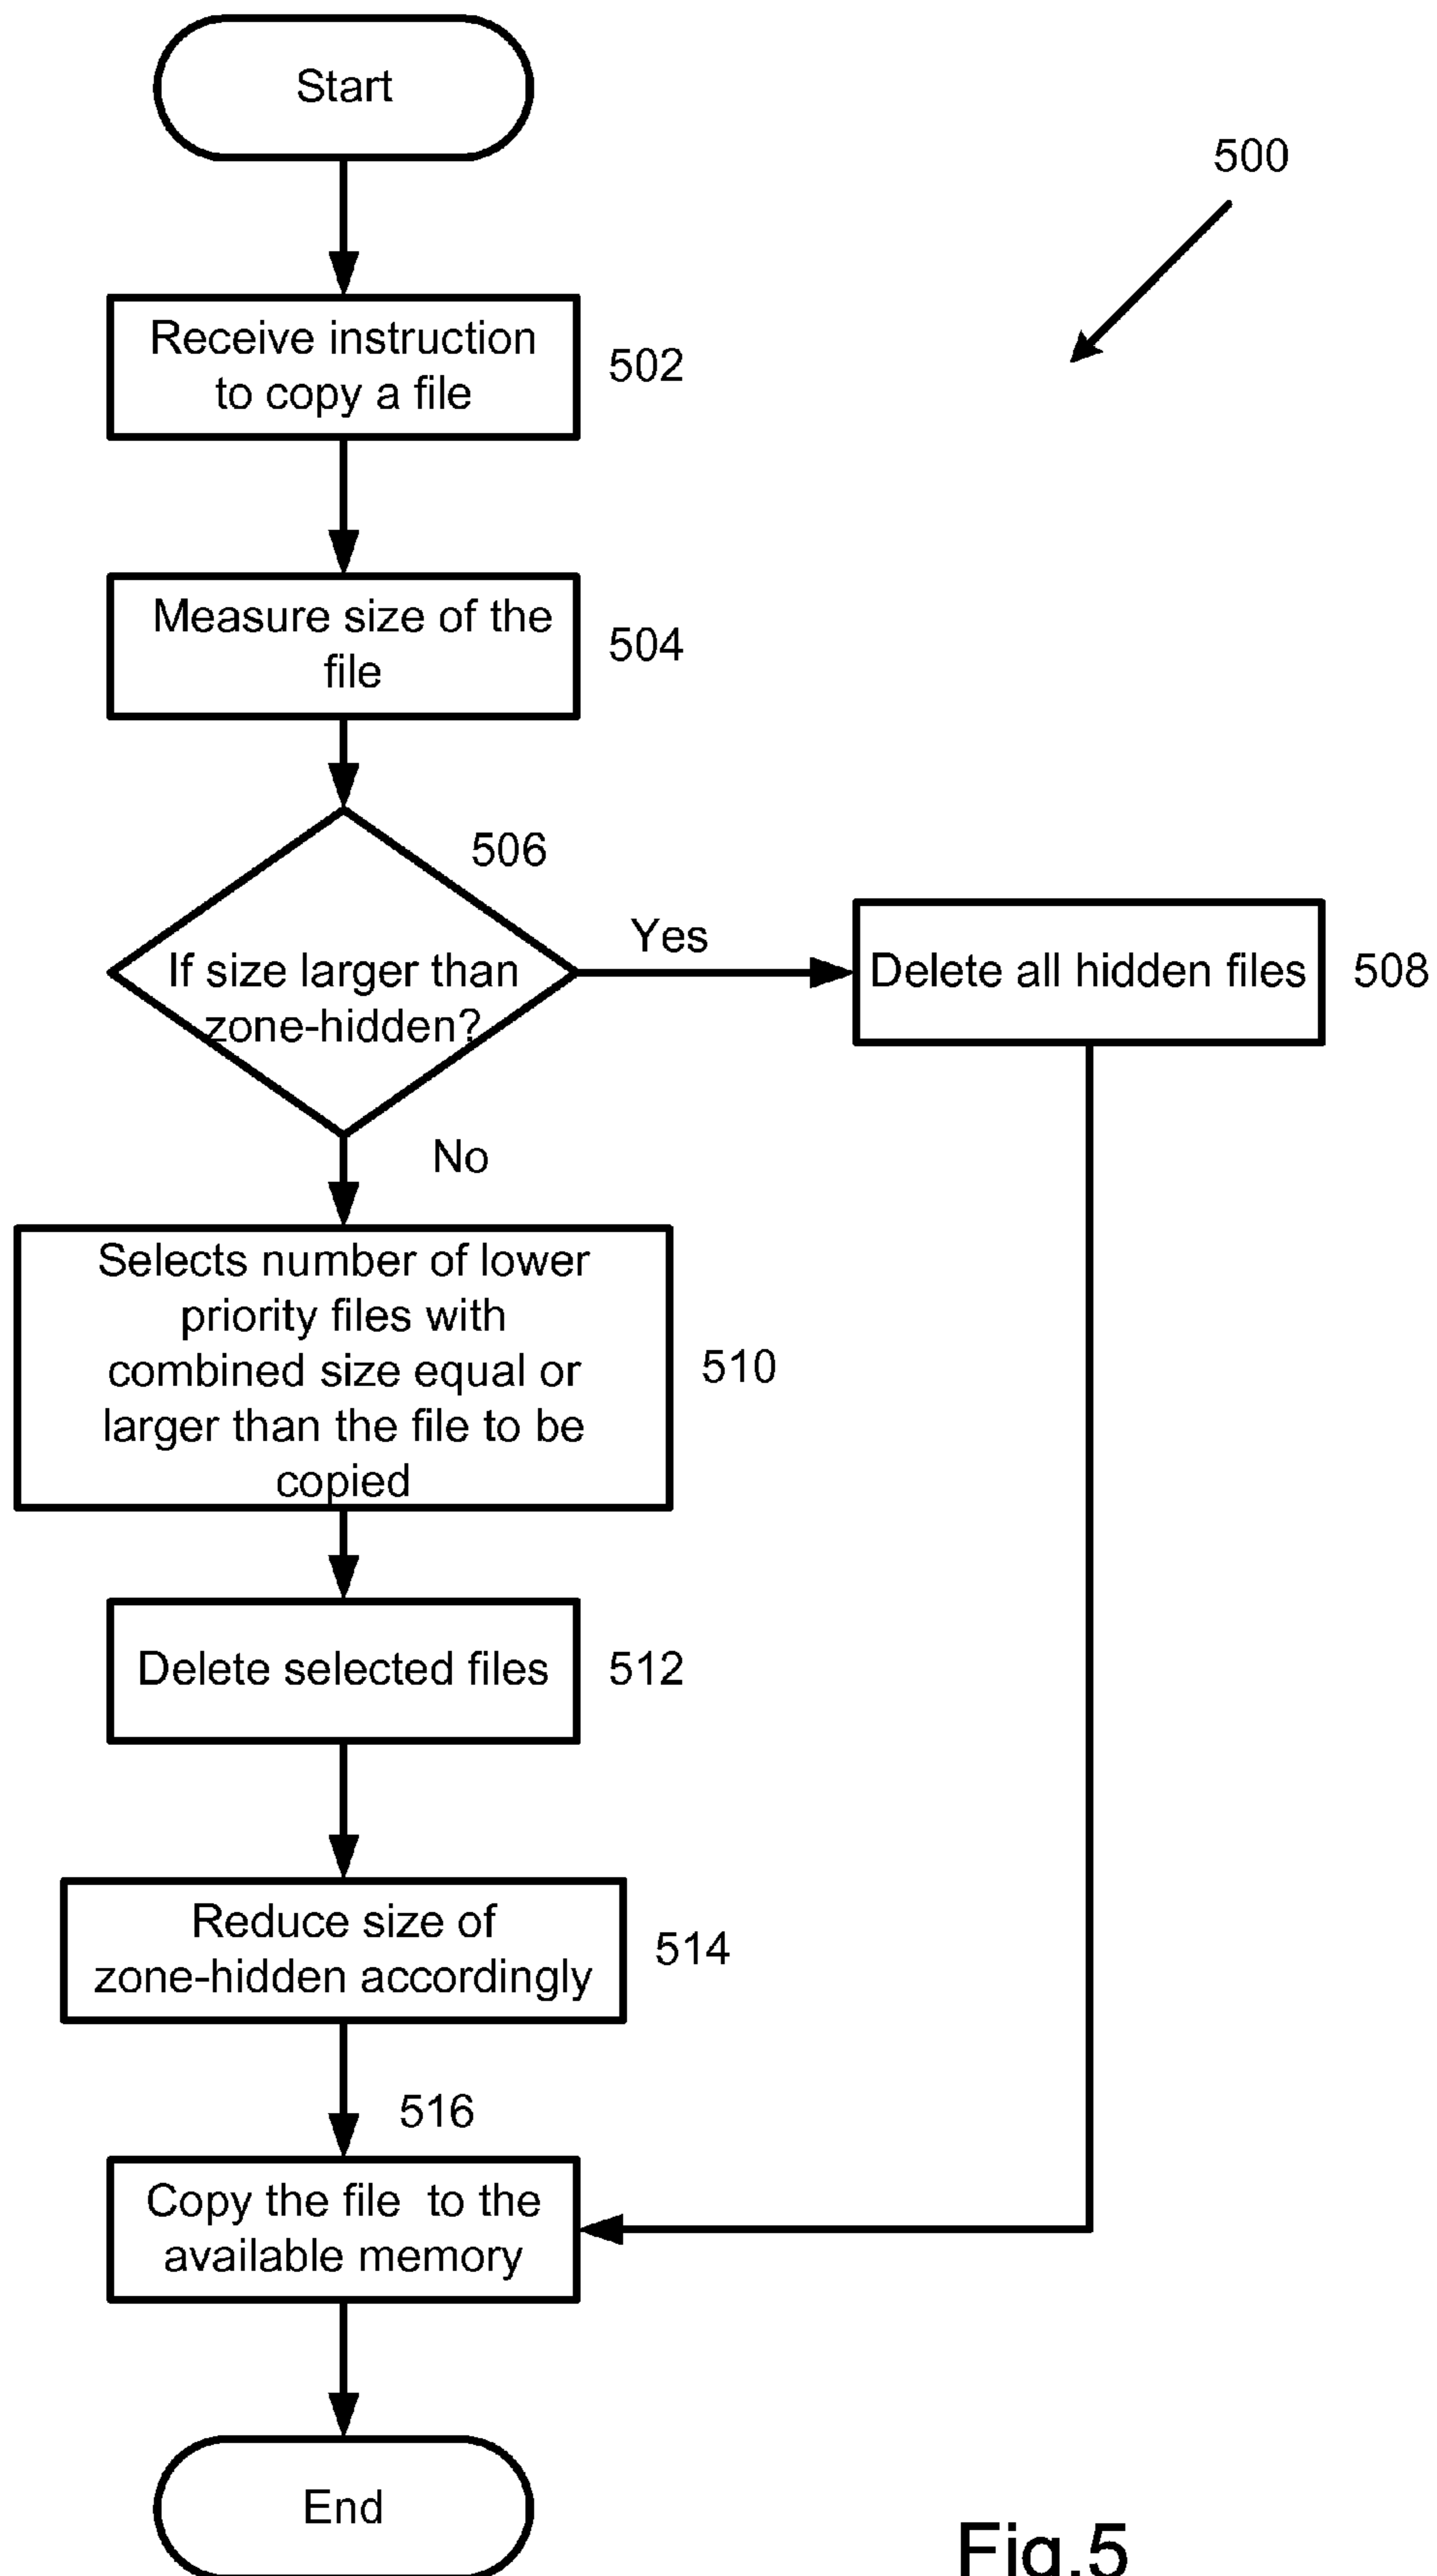 Start
500
Receive instruction
to copy a file
502
Measure size of the
file
504
506
If size larger than
zone-hidden?
Yes
Delete all hidden files
508
No
Selects number of lower
priority files with
combined size equal or
larger than the file to be
copied
510
Delete selected files
512
Reduce size of
zone-hidden accordingly
514
516
Copy the file to the
available memory
End
Fig.5